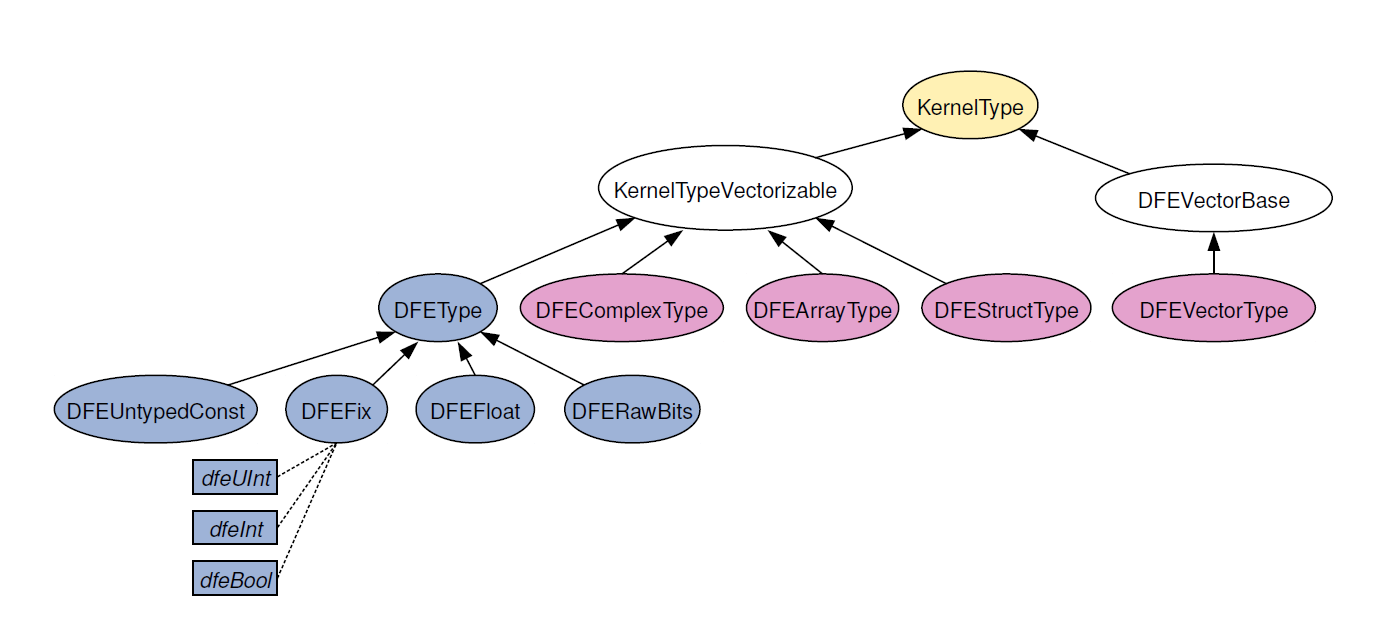 KernelType
KernelTypeVectorizable
DFEVectorBase
DFEType
DFEComplexType
DFEArrayType
DFEStructType
DFEVectorType
DFEUntypedConst
DFEFix
DFEFloat
DFERawBits
dfeUInt
dfeInt
dfeBool